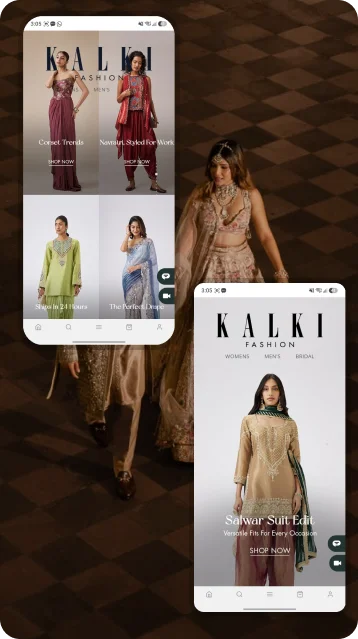 3:05
KALKI
FASHION
MEN'S
Corset Trends
Navratri, Styled For Work
SHOP NOW
SHOP NOW
Ships In 24 Hours
The Perfect Drape
3:05
KALKI
FASHION
WOMENS MEN'S BRIDAL
Salwar Suit Edit
Versatile Fits For Every Occasion
SHOP NOW